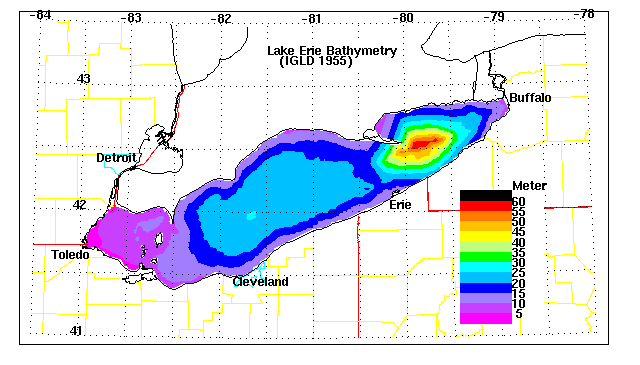 -84 -83 -82 -81 -80 -79 -78
Lake Erie Bathymetry
(IGLD 1955)
43
Buffalo
Detroit
Meter
42
Erie
60
55
50
45
40
35
30
25
20
15
10
5
Toledo
Cleveland
41